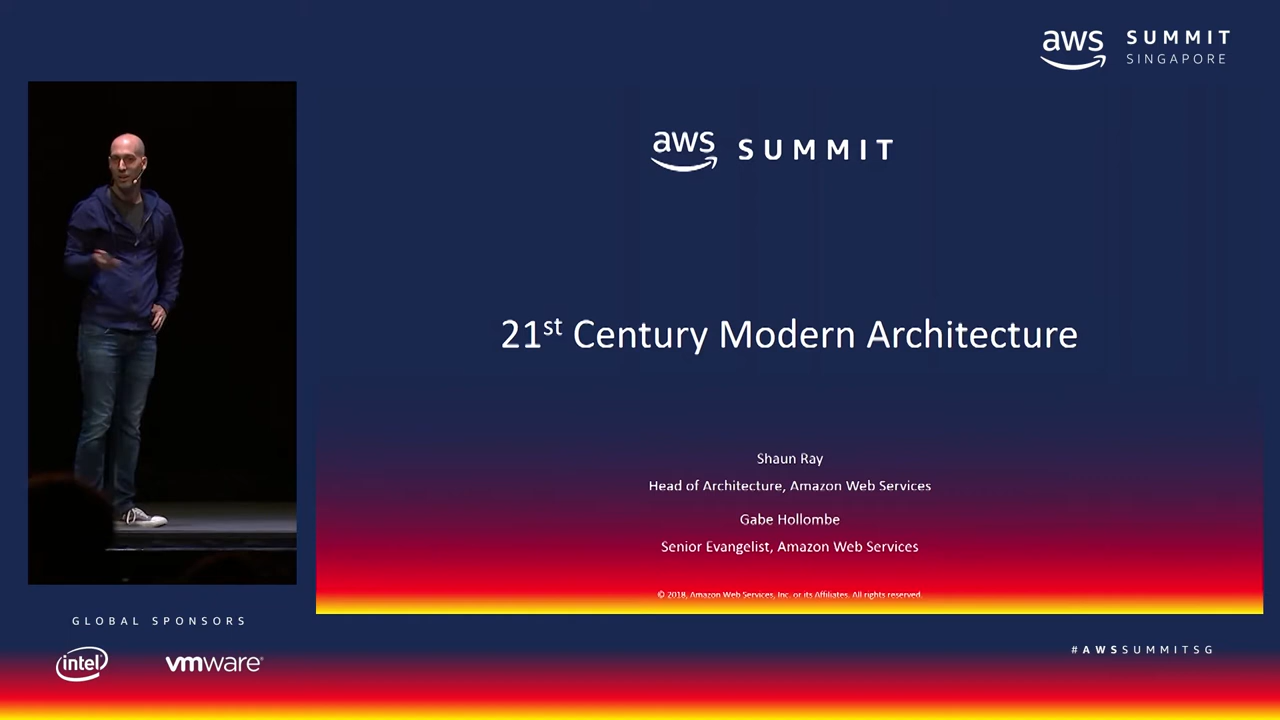 aws SUMMIT
SINGAPORE
aws SUMMIT
21st Century Modern Architecture
Shaun Ray
Head of Architecture, Amazon Web Services
Gabe Hollombe
Senior Evangelist, Amazon Web Services
© 2018, Amazon Web Services, Inc. or its Affiliates. All rights reserved.
GLOBAL SPONSORS
intel
vmware
#AWSSUMMITSG